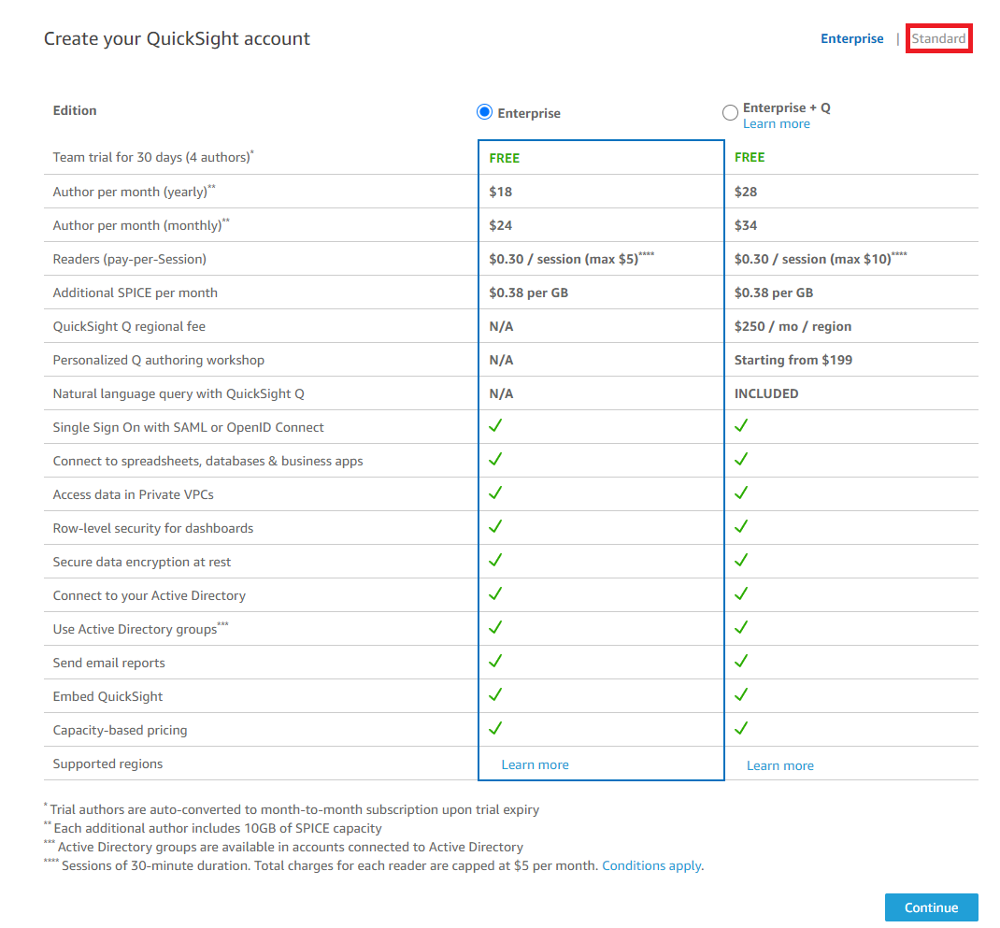 Create your QuickSight account
Enterprise | Standard
Edition Enterprise Enterprise + Q
Learn more
Team trial for 30 days (4 authors)* FREE FREE
Author per month (yearly)** $18 $28
Author per month (monthly)** $24 $34
Readers (pay-per-Session) $0.30 / session (max $5)**** $0.30 / session (max $10)****
Additional SPICE per month $0.38 per GB $0.38 per GB
QuickSight Q regional fee N/A $250 / mo / region
Personalized Q authoring workshop N/A Starting from $199
Natural language query with QuickSight Q N/A INCLUDED
Single Sign On with SAML or OpenID Connect
Connect to spreadsheets, databases & business apps
Access data in Private VPCs
Row-level security for dashboards
Secure data encryption at rest
Connect to your Active Directory
Use Active Directory groups***
Send email reports
Embed QuickSight
Capacity-based pricing
Supported regions Learn more Learn more
* Trial authors are auto-converted to month-to-month subscription upon trial expiry
** Each additional author includes 10GB of SPICE capacity
*** Active Directory groups are available in accounts connected to Active Directory
**** Sessions of 30-minute duration. Total charges for each reader are capped at $5 per month. Conditions apply.
Continue